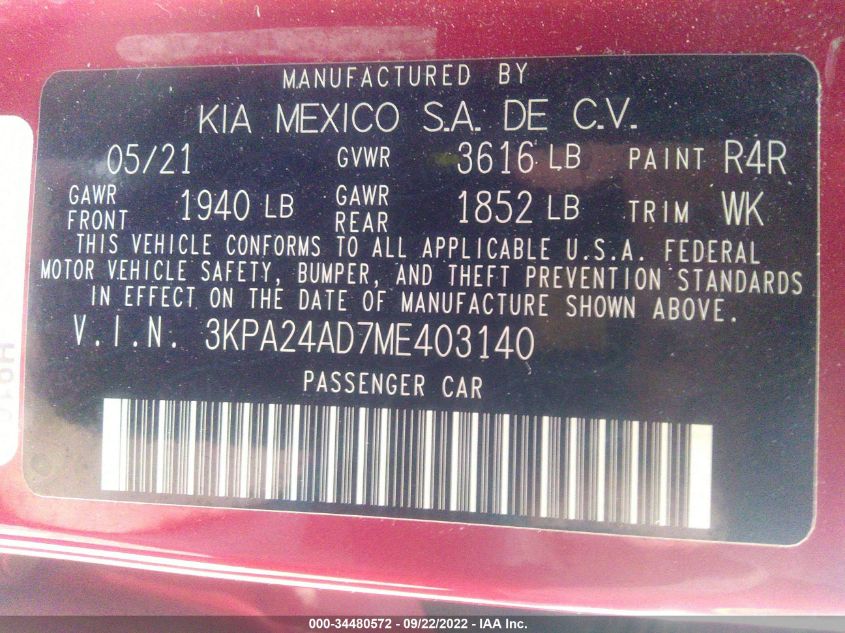 MANUFACTURED BY
KIA MEXICO S.A. DE C.V.
05/21 GVWR 3616 LB PAINT R4R
GAWR FRONT 1940 LB GAWR REAR 1852 LB TRIM WK
THIS VEHICLE CONFORMS TO ALL APPLICABLE U.S.A. FEDERAL
MOTOR VEHICLE SAFETY, BUMPER, AND THEFT PREVENTION STANDARDS
IN EFFECT ON THE DATE OF MANUFACTURE SHOWN ABOVE.
V.I.N. 3KPA24AD7ME403140
PASSENGER CAR
000-34480572 - 09/22/2022 - IAA Inc.